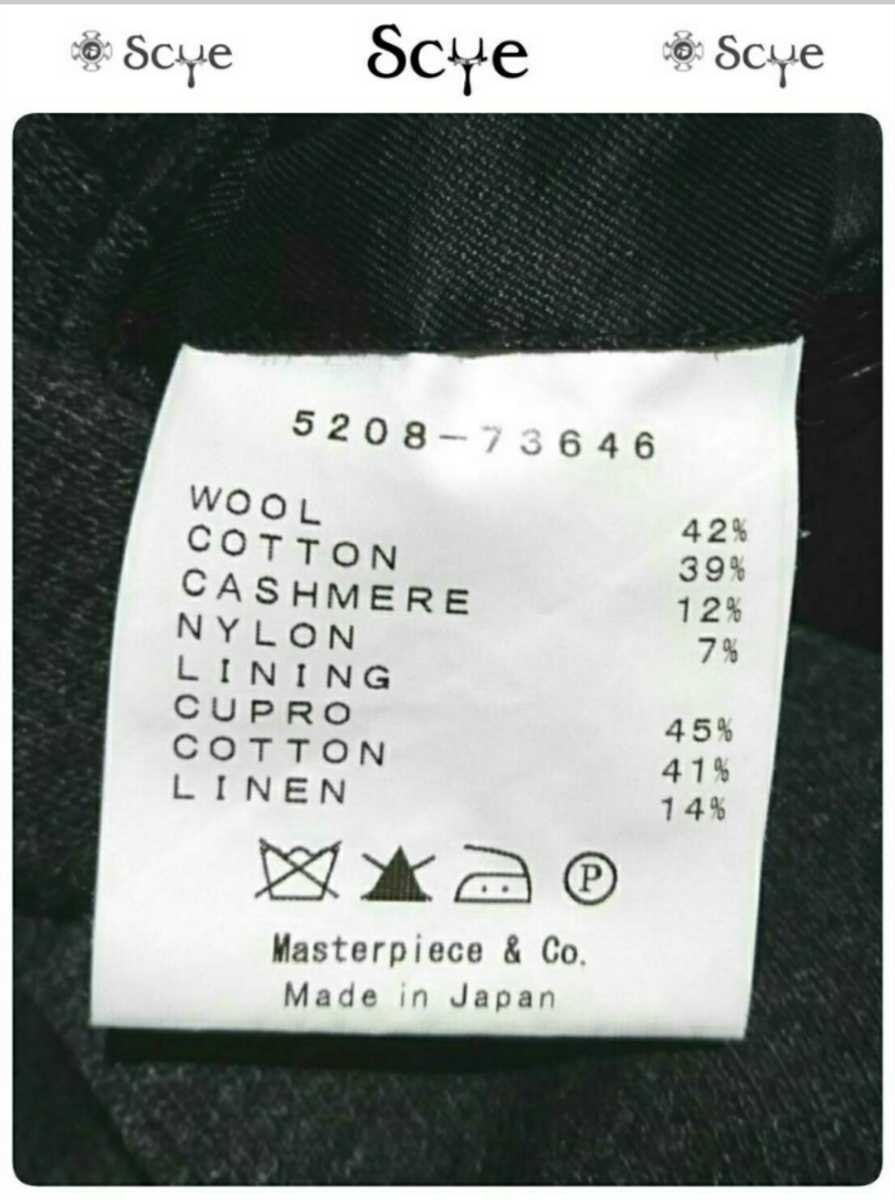 Scye Scye Scye
5208-73646
WOOL 42%
COTTON 39%
CASHMERE 12%
NYLON 7%
LINING
CUPRO 45%
COTTON 41%
LINEN 14%
P
Masterpiece & Co.
Made in Japan